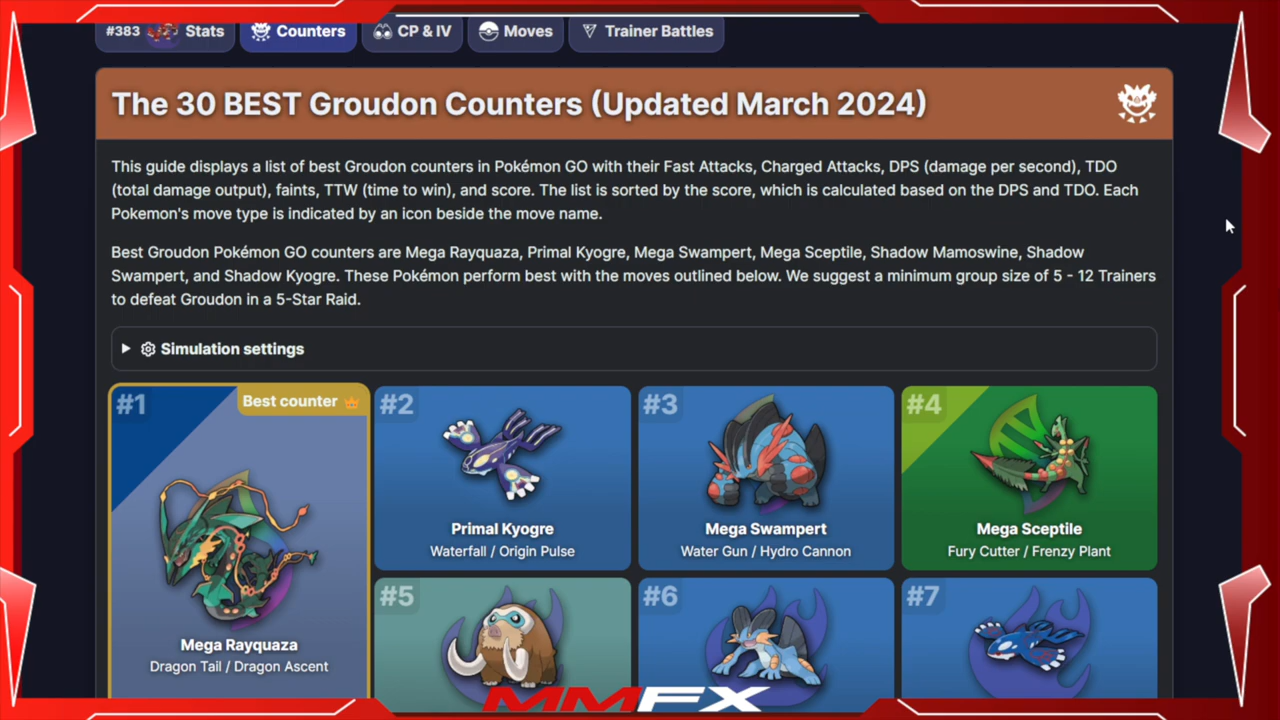 #383 Stats Counters CP & IV Moves Trainer Battles
The 30 BEST Groudon Counters (Updated March 2024)
This guide displays a list of best Groudon counters in Pokémon GO with their Fast Attacks, Charged Attacks, DPS (damage per second), TDO
(total damage output), faints, TTW (time to win), and score. The list is sorted by the score, which is calculated based on the DPS and TDO. Each
Pokemon's move type is indicated by an icon beside the move name.
Best Groudon Pokémon GO counters are Mega Rayquaza, Primal Kyogre, Mega Swampert, Mega Sceptile, Shadow Mamoswine, Shadow
Swampert, and Shadow Kyogre. These Pokémon perform best with the moves outlined below. We suggest a minimum group size of 5 - 12 Trainers
to defeat Groudon in a 5-Star Raid.
Simulation settings
#1 Best counter
Mega Rayquaza
Dragon Tail / Dragon Ascent
#2
Primal Kyogre
Waterfall / Origin Pulse
#3
Mega Swampert
Water Gun / Hydro Cannon
#4
Mega Sceptile
Fury Cutter / Frenzy Plant
#5
#6
#7
MMFX